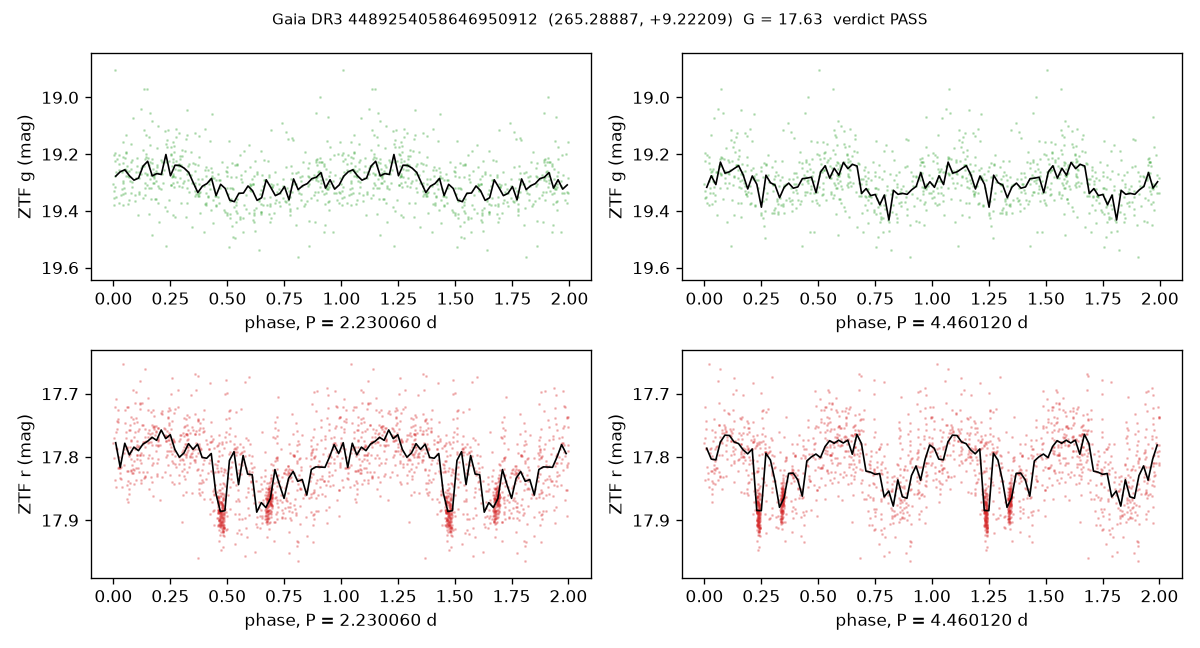 Gaia DR3 4489254058646950912  (265.28887, +9.22209)  G = 17.63  verdict PASS
ZTF g (mag)
19.0
19.2
19.4
19.6
0.00 0.25 0.50 0.75 1.00 1.25 1.50 1.75 2.00
phase, P = 2.230060 d
ZTF g (mag)
19.0
19.2
19.4
19.6
0.00 0.25 0.50 0.75 1.00 1.25 1.50 1.75 2.00
phase, P = 4.460120 d
ZTF r (mag)
17.7
17.8
17.9
0.00 0.25 0.50 0.75 1.00 1.25 1.50 1.75 2.00
phase, P = 2.230060 d
ZTF r (mag)
17.7
17.8
17.9
0.00 0.25 0.50 0.75 1.00 1.25 1.50 1.75 2.00
phase, P = 4.460120 d